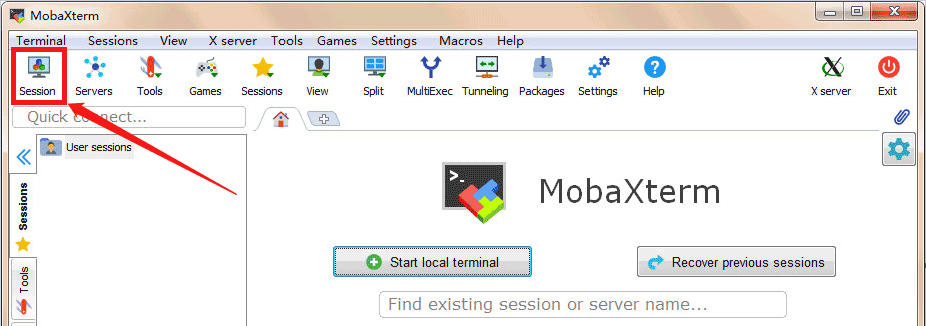 MobaXterm
Terminal Sessions View X server Tools Games Settings Macros Help
Session Servers Tools Games Sessions View Split MultiExec Tunneling Packages Settings Help X server Exit
Quick connect...
User sessions
Sessions
Tools
>_
MobaXterm
Start local terminal Recover previous sessions
Find existing session or server name...